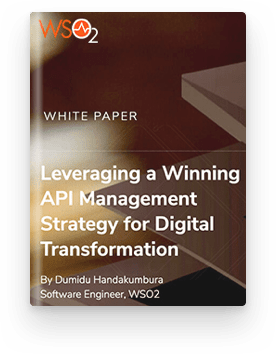 WSO2
WHITE PAPER
Leveraging a Winning
API Management
Strategy for Digital
Transformation
By Dumidu Handakumbura
Software Engineer, WSO2